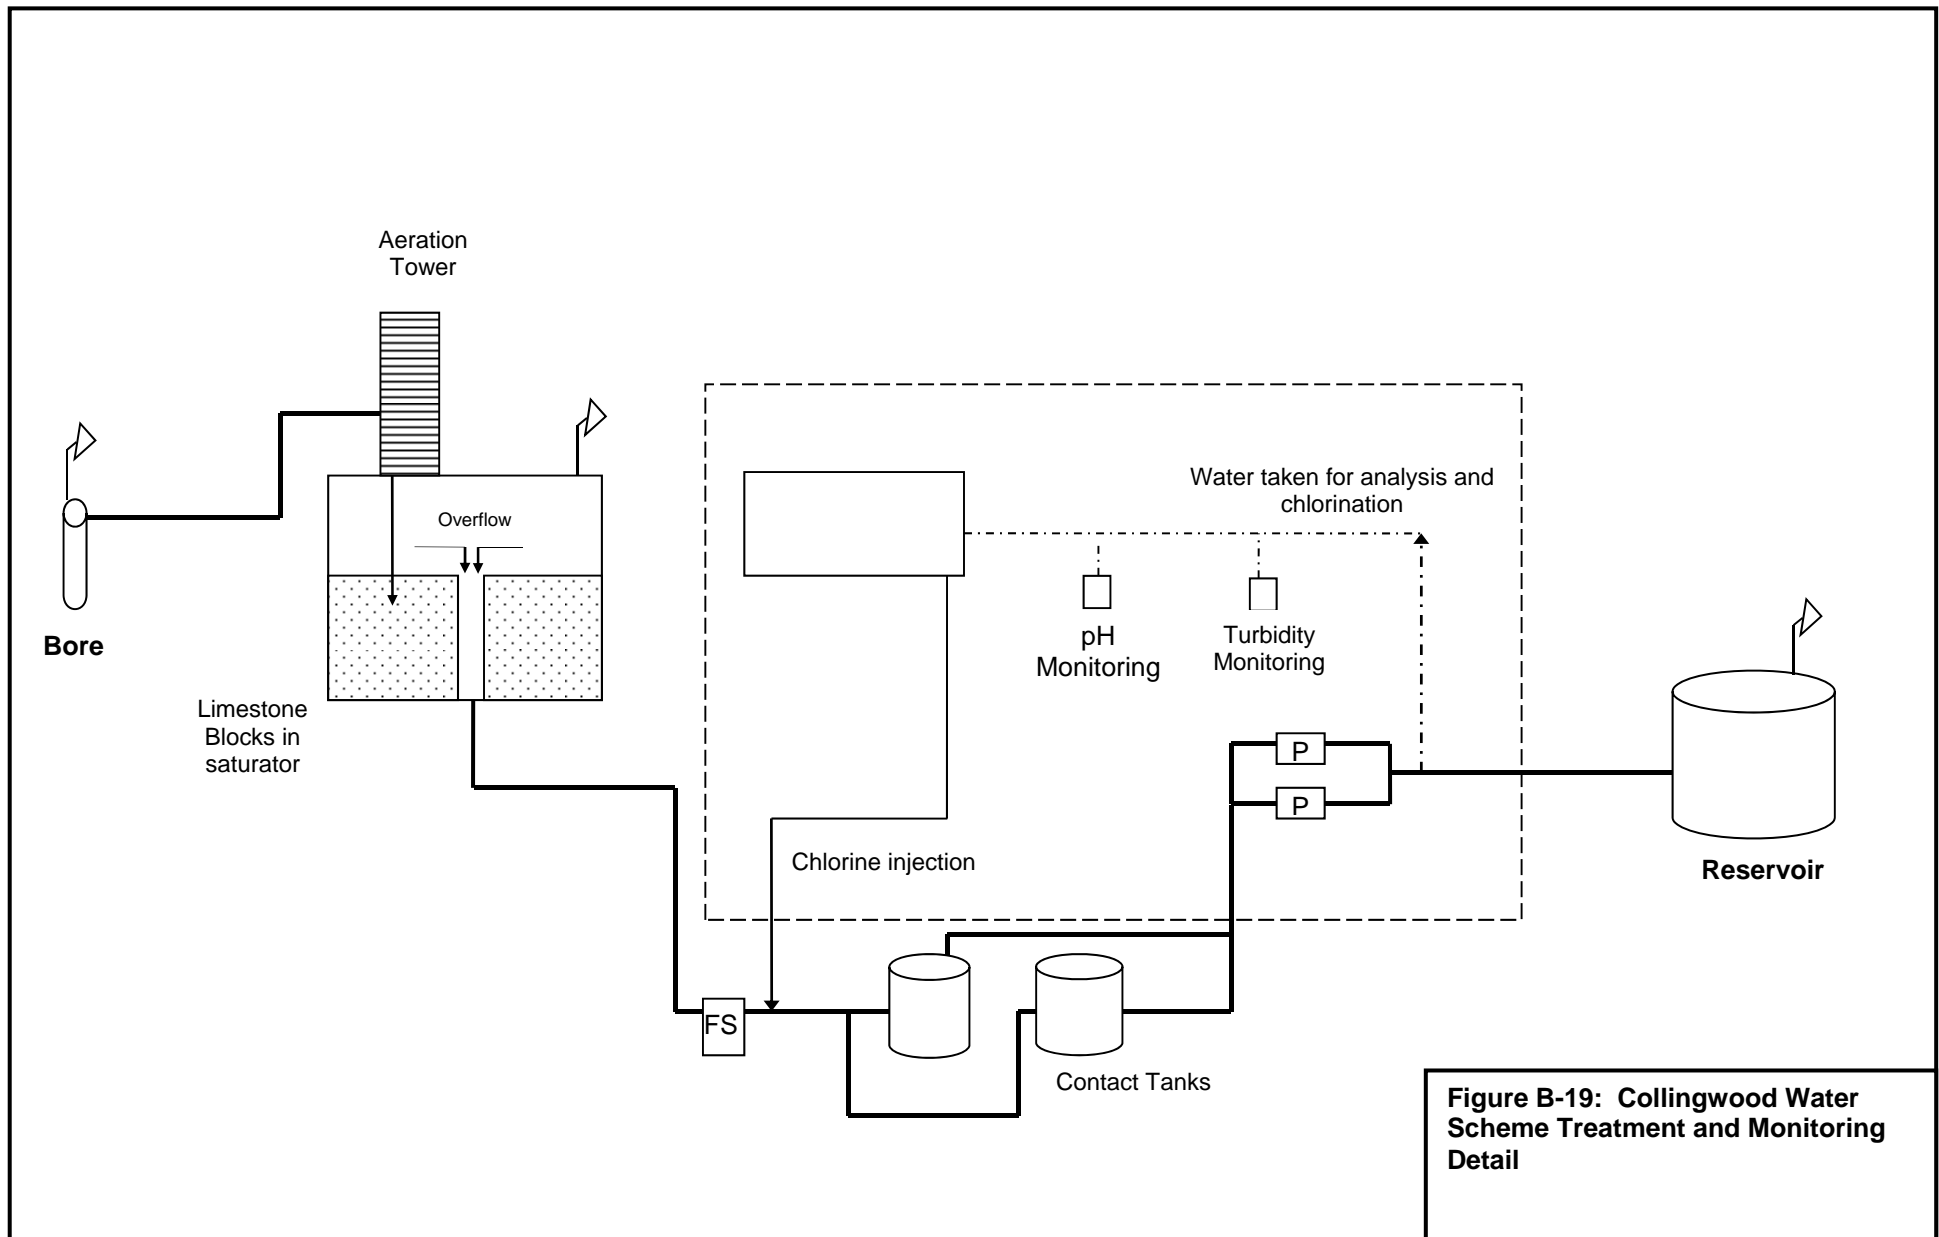 Aeration
Tower
Overflow
Bore
Limestone
Blocks in
saturator
Water taken for analysis and
chlorination
pH
Monitoring
Turbidity
Monitoring
P
P
Chlorine injection
Reservoir
FS
Contact Tanks
Figure B-19: Collingwood Water
Scheme Treatment and Monitoring
Detail